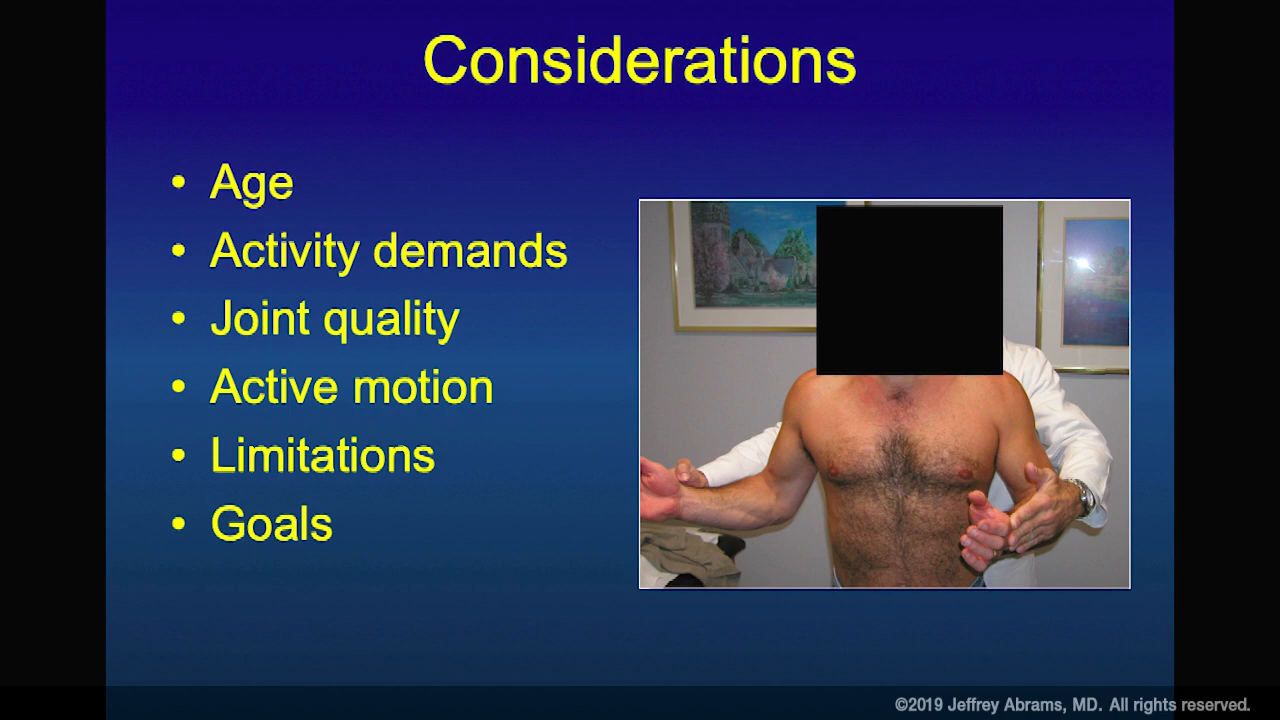 Considerations
• Age
• Activity demands
• Joint quality
• Active motion
• Limitations
• Goals
©2019 Jeffrey Abrams, MD. All rights reserved.